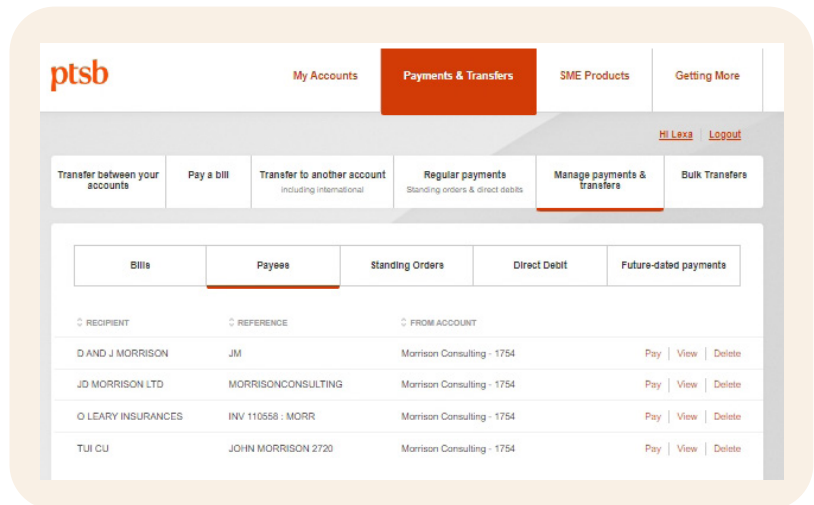 ptsb
My Accounts
Payments & Transfers
SME Products
Getting More
Hi Lexa
Logout
Transfer between your
accounts
Pay a bill
Transfer to another account
including international
Regular payments
Standing orders & direct debits
Manage payments &
transfers
Bulk Transfers
Bills
Payees
Standing Orders
Direct Debit
Future-dated payments
RECIPIENT REFERENCE FROM ACCOUNT
D AND J MORRISON JM Morrison Consulting - 1754 Pay View Delete
JD MORRISON LTD MORRISONCONSULTING Morrison Consulting - 1754 Pay View Delete
O LEARY INSURANCES INV 110558 : MORR Morrison Consulting - 1754 Pay View Delete
TUI CU JOHN MORRISON 2720 Morrison Consulting - 1754 Pay View Delete